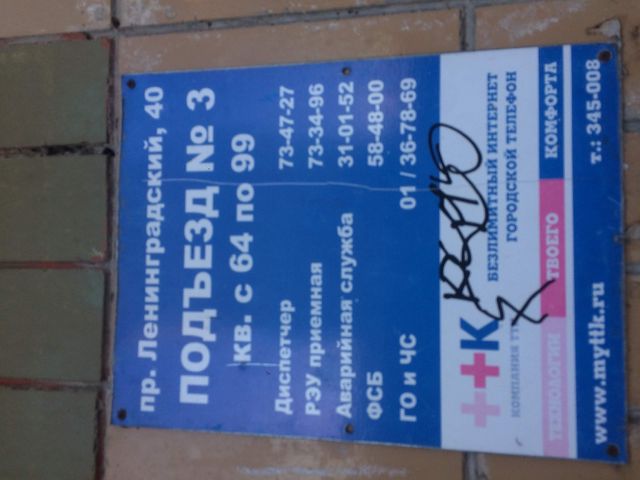 пр. Ленинградский, 40
ПОДЪЕЗД № 3
кв. с 64 по 99
Диспетчер 73-47-27
РЭУ приемная 73-34-96
Аварийная служба 31-01-52
ФСБ 58-48-00
ГО и ЧС 01 / 36-78-69
ТТК
БЕЗЛИМИТНЫЙ ИНТЕРНЕТ
КОМПАНИЯ ГОРОДСКОЙ ТЕЛЕФОН
ТЕХНОЛОГИИ ТВОЕГО КОМФОРТА
www.myttk.ru т.: 345-008